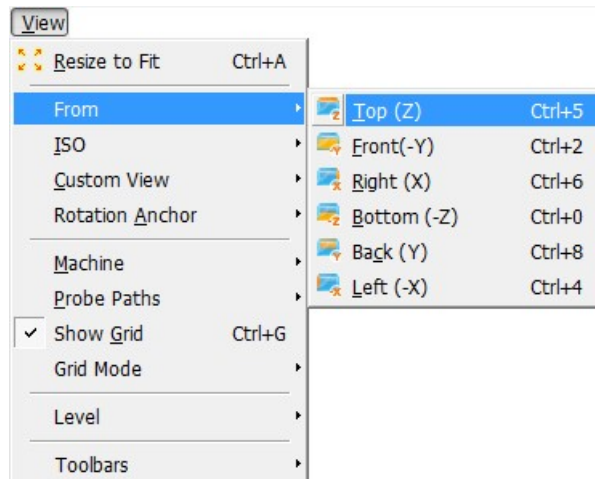 View
Resize to Fit Ctrl+A
From
ISO
Custom View
Rotation Anchor
Machine
Probe Paths
Show Grid Ctrl+G
Grid Mode
Level
Toolbars
Top (Z) Ctrl+5
Front(-Y) Ctrl+2
Right (X) Ctrl+6
Bottom (-Z) Ctrl+0
Back (Y) Ctrl+8
Left (-X) Ctrl+4